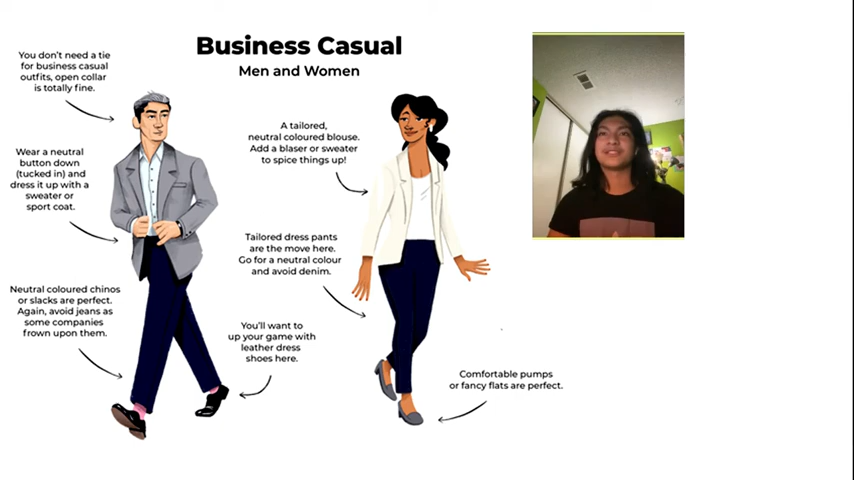 Business Casual
Men and Women
You don't need a tie
for business casual
outfits, open collar
is totally fine.
Wear a neutral
button down
(tucked in) and
dress it up with a
sweater or
sport coat.
Neutral coloured chinos
or slacks are perfect.
Again, avoid jeans as
some companies
frown upon them.
You'll want to
up your game with
leather dress
shoes here.
A tailored,
neutral coloured blouse.
Add a blaser or sweater
to spice things up!
Tailored dress pants
are the move here.
Go for a neutral colour
and avoid denim.
Comfortable pumps
or fancy flats are perfect.